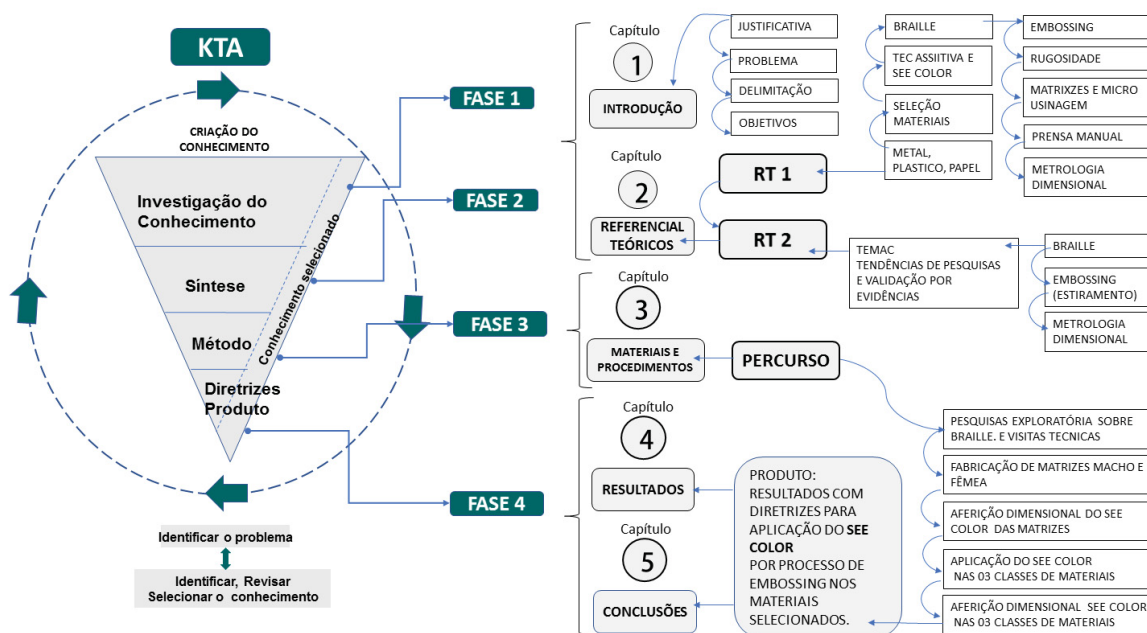 KTA
CRIAÇÃO DO
CONHECIMENTO
Investigação do
Conhecimento
Síntese
Método
Diretrizes
Produto
Conhecimento selecionado
Identificar o problema
Identificar, Revisar
Selecionar o conhecimento
FASE 1
FASE 2
FASE 3
FASE 4
Capítulo
1
INTRODUÇÃO
JUSTIFICATIVA
PROBLEMA
DELIMITAÇÃO
OBJETIVOS
BRAILLE
TEC ASSIITIVA E
SEE COLOR
SELEÇÃO
MATERIAIS
METAL,
PLASTICO, PAPEL
EMBOSSING
RUGOSIDADE
MATRIXZES E MICRO
USINAGEM
PRENSA MANUAL
METROLOGIA
DIMENSIONAL
Capítulo
2
REFERENCIAL
TEÓRICOS
RT 1
RT 2
TEMAC
TENDÊNCIAS DE PESQUISAS
E VALIDAÇÃO POR
EVIDÊNCIAS
BRAILLE
EMBOSSING
(ESTIRAMENTO)
METROLOGIA
DIMENSIONAL
Capítulo
3
MATERIAIS E
PROCEDIMENTOS
PERCURSO
PESQUISAS EXPLORATÓRIA SOBRE
BRAILLE. E VISITAS TECNICAS
FABRICAÇÃO DE MATRIZES MACHO E
FÊMEA
AFERIÇÃO DIMENSIONAL DO SEE
COLOR DAS MATRIZES
APLICAÇÃO DO SEE COLOR
NAS 03 CLASSES DE MATERIAIS
AFERIÇÃO DIMENSIONAL SEE COLOR
NAS 03 CLASSES DE MATERIAIS
Capítulo
4
RESULTADOS
Capítulo
5
CONCLUSÕES
PRODUTO:
RESULTADOS COM
DIRETRIZES PARA
APLICAÇÃO DO SEE
COLOR
POR PROCESSO DE
EMBOSSING NOS
MATERIAIS
SELECIONADOS.